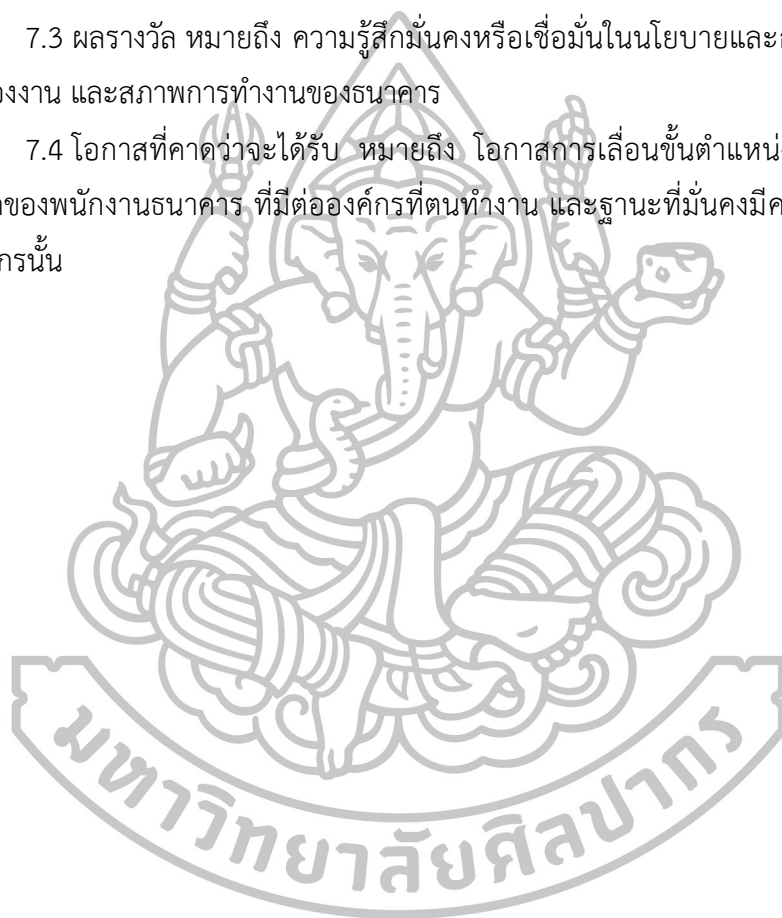 7.3 ผลรางวัล หมายถึง ความรู้สึกมั่นคงหรือเชื่อมั่นในนโยบายและ
องงาน และสภาพการทำงานของธนาคาร
7.4 โอกาสที่คาดว่าจะได้รับ หมายถึง โอกาสการเลื่อนขั้นตำแหน่
ของพนักงานธนาคาร ที่มีต่อองค์กรที่ตนทำงาน และฐานะที่มั่นคงมีค
กรนั้น
มหาวิทยาลัยศิลปากร